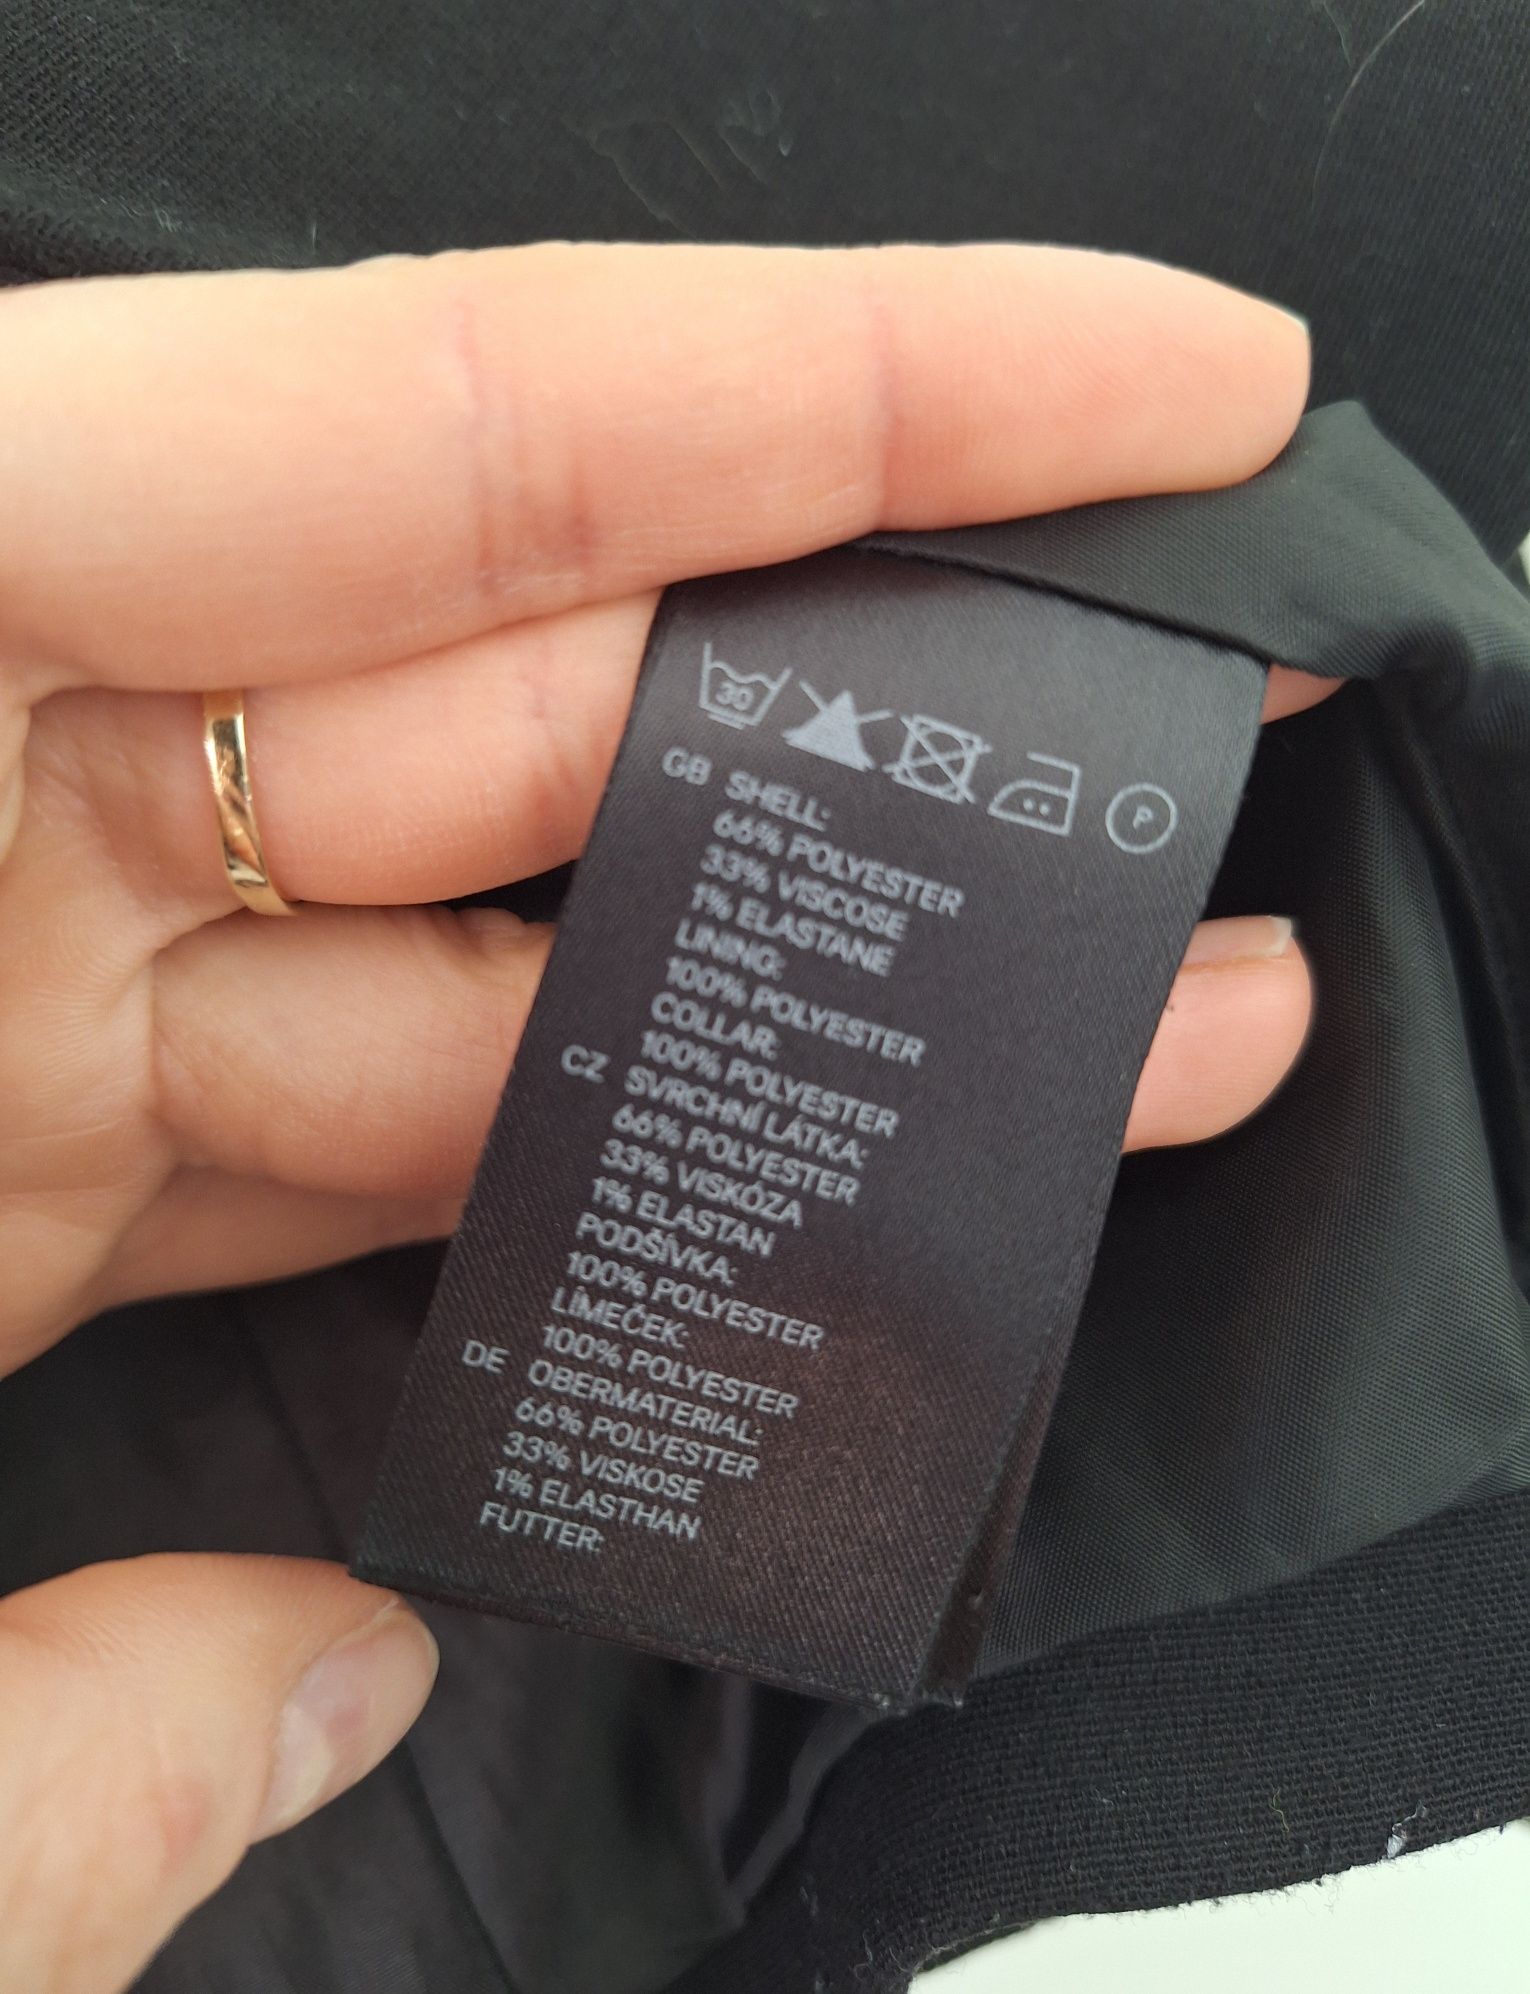 30
P
GB SHELL:
66% POLYESTER
33% VISCOSE
1% ELASTANE
LINING:
100% POLYESTER
COLLAR:
100% POLYESTER
CZ SVRCHNÍ LÁTKA:
66% POLYESTER
33% VISKÓZA
1% ELASTAN
PODŠÍVKA:
100% POLYESTER
LÍMEČEK:
100% POLYESTER
DE OBERMATERIAL:
66% POLYESTER
33% VISKOSE
1% ELASTHAN
FUTTER: